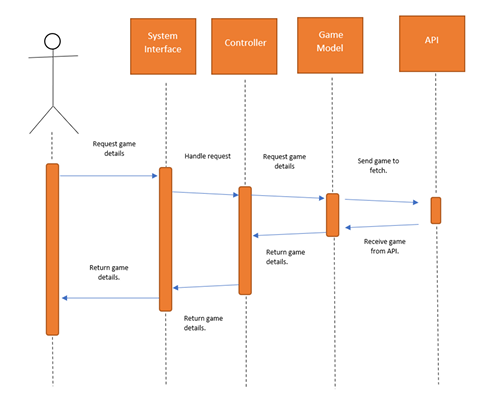 System
Interface
Controller
Game
Model
API
Request game
details
Handle request
Request game
details
Send game to
fetch.
Return game
details.
Receive game
from API.
Return game
details.
Return game
details.